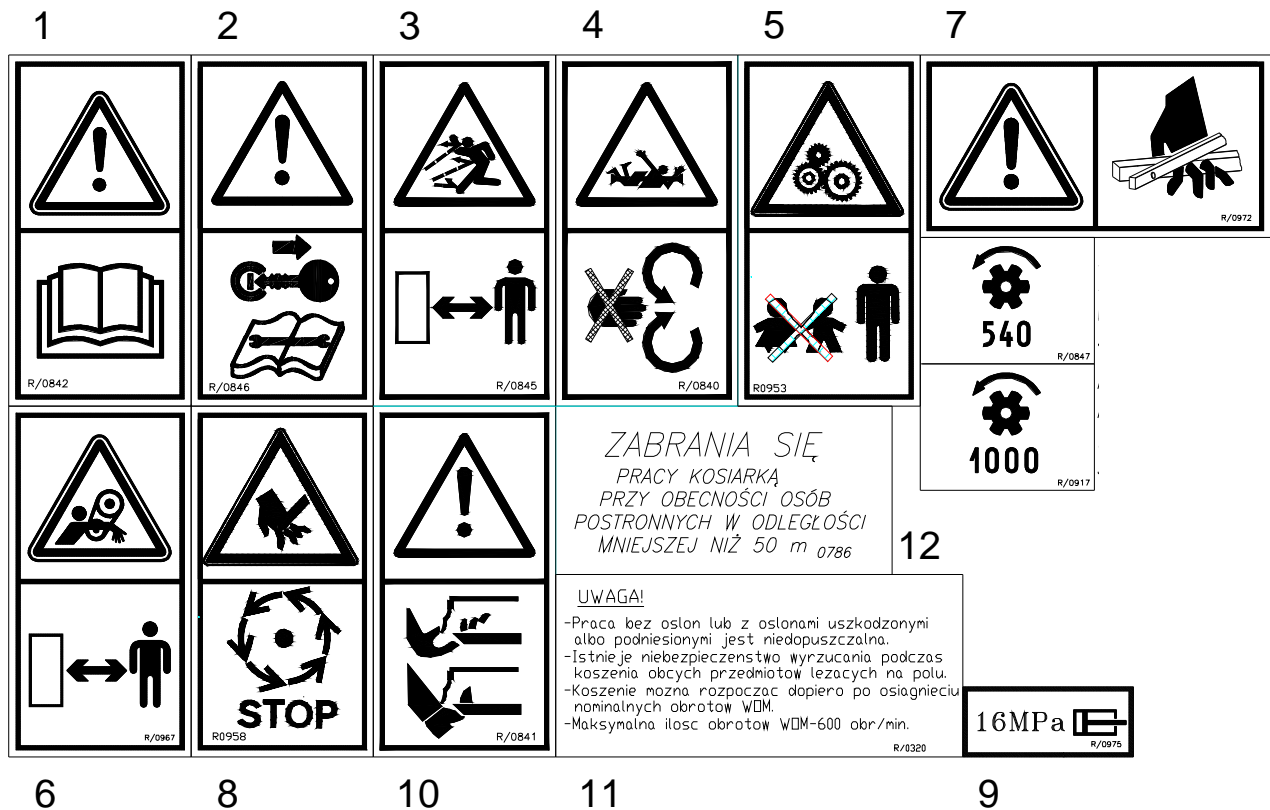 1
2
3
4
5
7
R/0842
R/0846
R/0845
R/0840
R0953
R/0972
540
R/0847
1000
R/0917
R/0967
STOP
R0958
R/0841
ZABRANIA SIĘ
PRACY KOSIARKĄ
PRZY OBECNOŚCI OSÓB
POSTRONNYCH W ODLEGŁOŚCI
MNIEJSZEJ NIŻ 50 m 0786
12
UWAGA!
-Praca bez oslon lub z oslonami uszkodzonymi
albo podniesionymi jest niedopuszczalna.
-Istnieje niebezpieczenstwo wyrzucania podczas
koszenia obcych przedmiotow lezacych na polu.
-Koszenie mozna rozpoczac dopiero po osiagnieciu
nominalnych obrotow W□M.
-Maksymalna ilosc obrotow W□M-600 obr/min.
R/0320
16MPa
R/0975
6
8
10
11
9